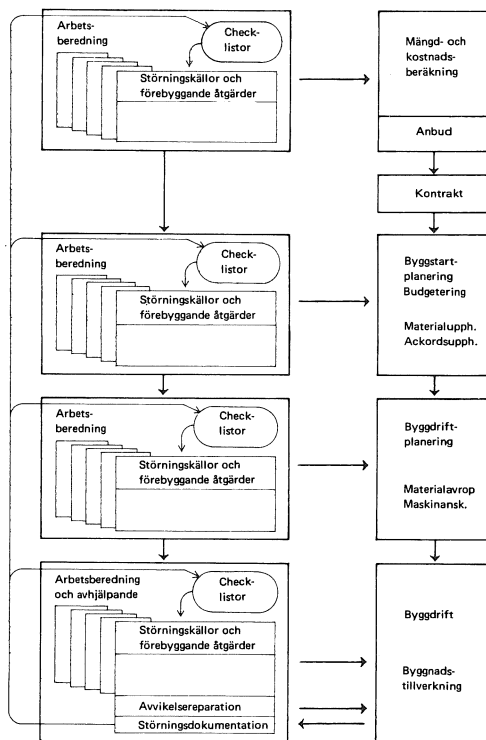 Arbets-
beredning
Check-
listor
Störningskällor och
förebyggande åtgärder
Mängd- och
kostnads-
beräkning
Anbud
Kontrakt
Arbets-
beredning
Check-
listor
Störningskällor och
förebyggande åtgärder
Byggstart-
planering
Budgetering
Materialupph.
Ackordsupph.
Arbets-
beredning
Check-
listor
Störningskällor och
förebyggande åtgärder
Byggdrift-
planering
Materialavrop
Maskinansk.
Arbetsberedning
och avhjälpande
Check-
listor
Störningskällor och
förebyggande åtgärder
Avvikelsereparation
Störningsdokumentation
Byggdrift
Byggnads-
tillverkning